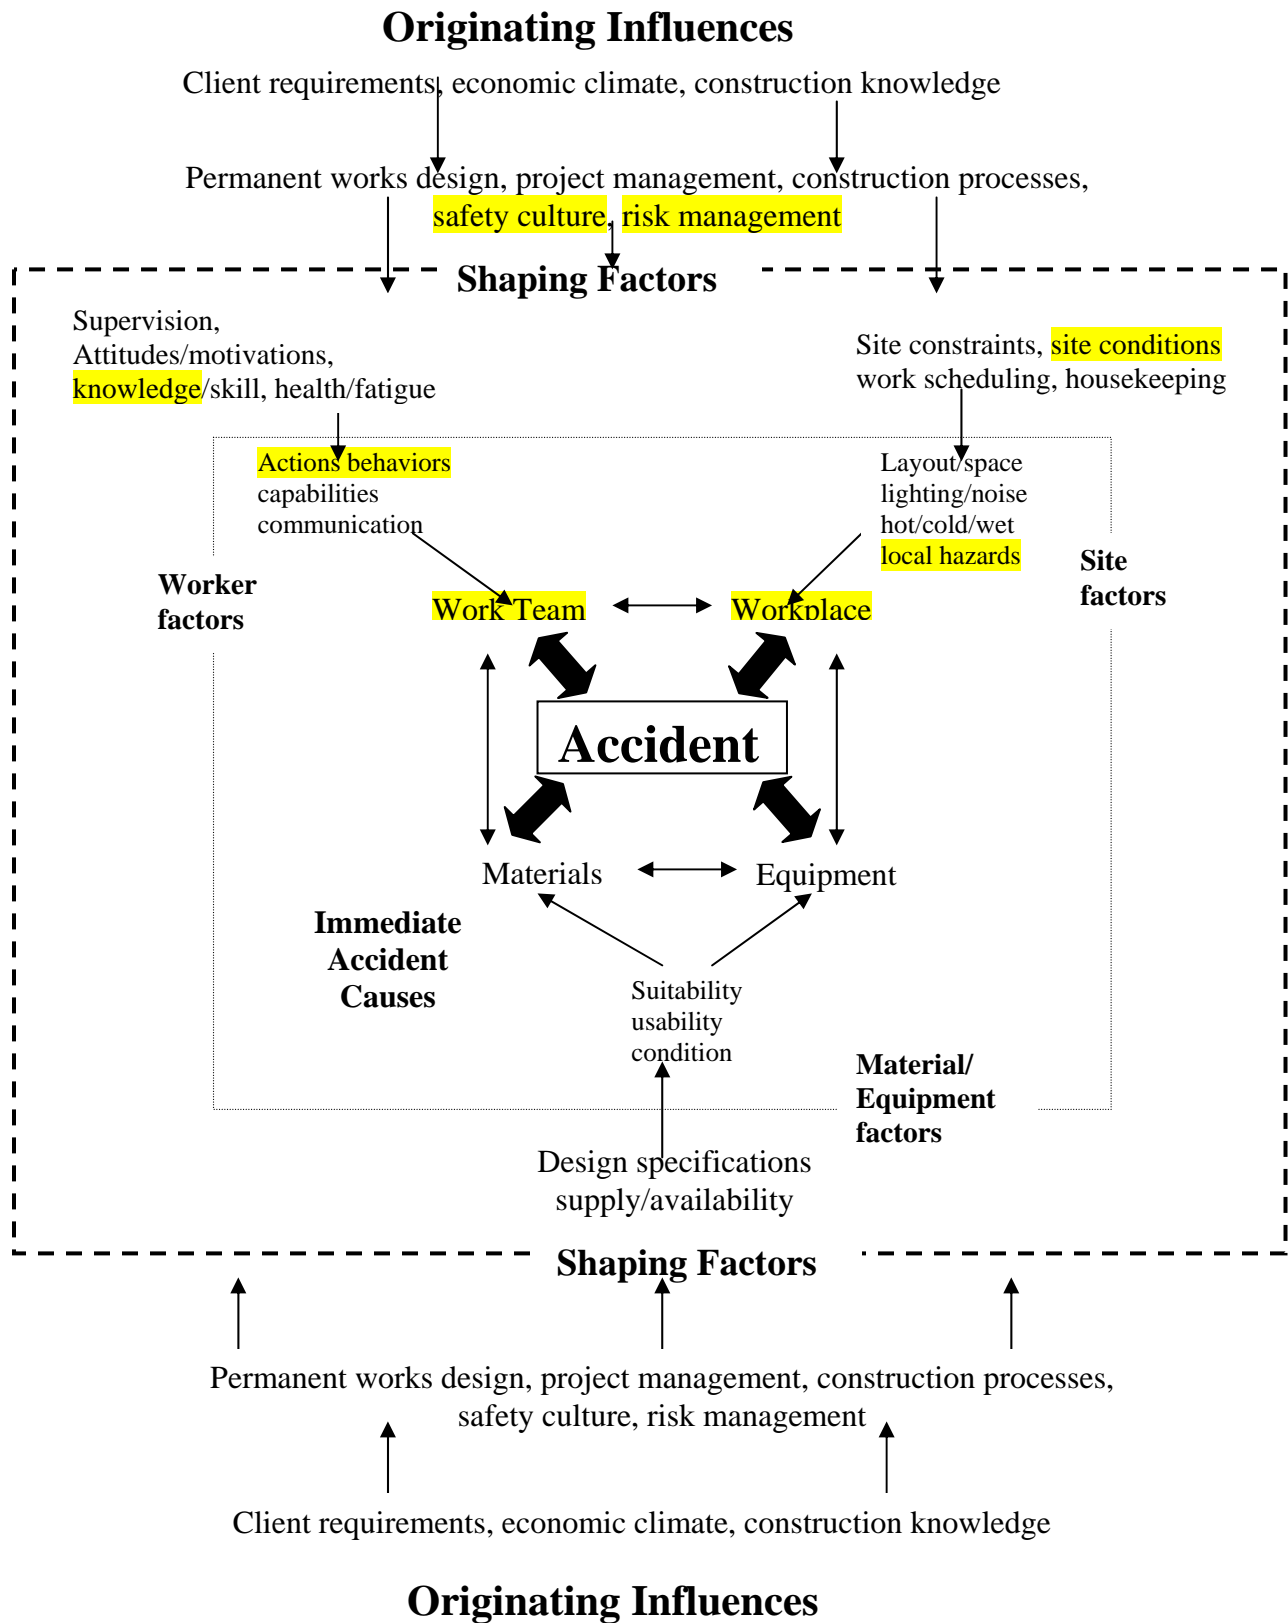 Originating Influences
Client requirements, economic climate, construction knowledge
Permanent works design, project management, construction processes,
safety culture, risk management
Shaping Factors
Supervision,
Attitudes/motivations,
knowledge/skill, health/fatigue
Site constraints, site conditions
work scheduling, housekeeping
Actions behaviors
capabilities
communication
Layout/space
lighting/noise
hot/cold/wet
local hazards
Worker
factors
Site
factors
Work Team
Workplace
Accident
Materials
Equipment
Immediate
Accident
Causes
Suitability
usability
condition
Material/
Equipment
factors
Design specifications
supply/availability
Shaping Factors
Permanent works design, project management, construction processes,
safety culture, risk management
Client requirements, economic climate, construction knowledge
Originating Influences